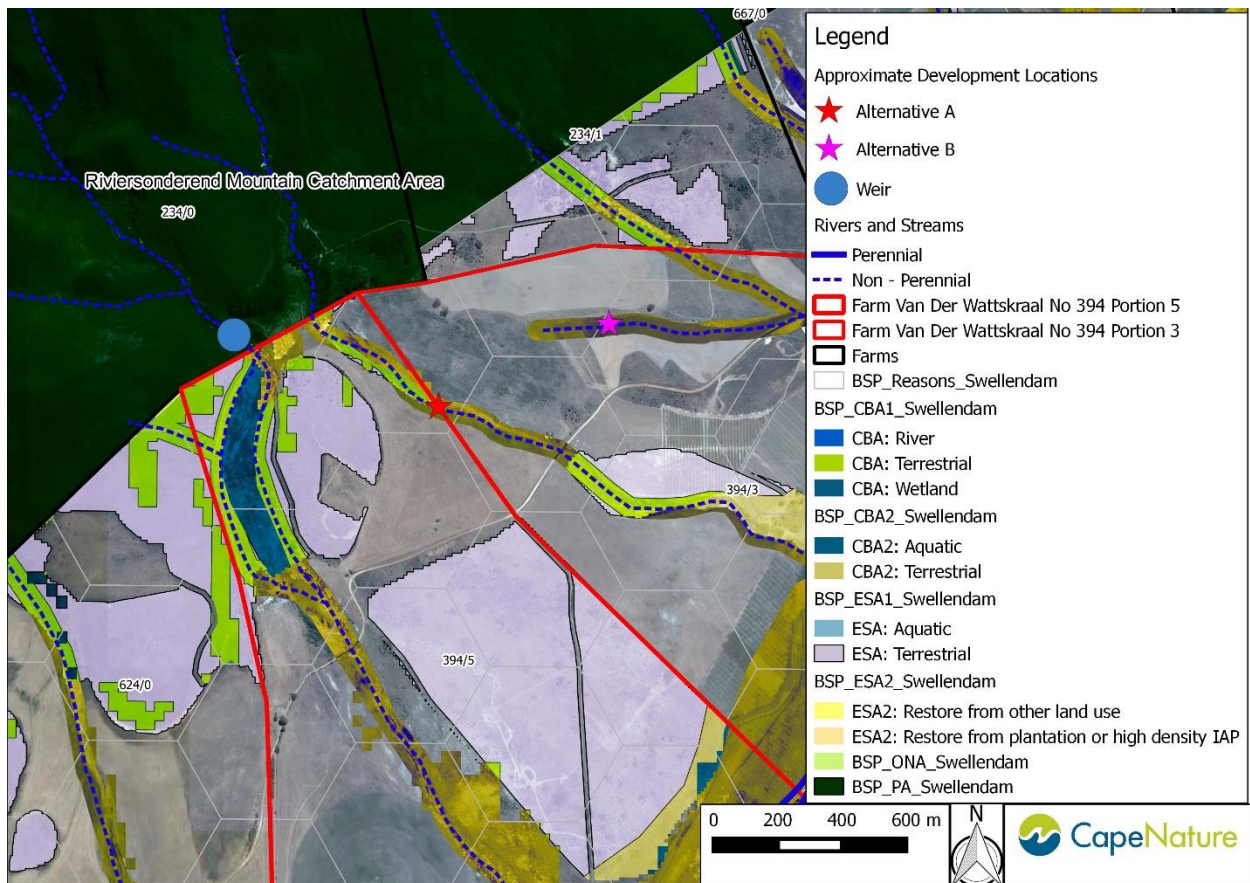 667/0
234/1
Riviersonderend Mountain Catchment Area
234/0
394/3
394/5
624/0
Legend
Approximate Development Locations
Alternative A
Alternative B
Weir
Rivers and Streams
Perennial
Non - Perennial
Farm Van Der Wattskraal No 394 Portion 5
Farm Van Der Wattskraal No 394 Portion 3
Farms
BSP_Reasons_Swellendam
BSP_CBA1_Swellendam
CBA: River
CBA: Terrestrial
CBA: Wetland
BSP_CBA2_Swellendam
CBA2: Aquatic
CBA2: Terrestrial
BSP_ESA1_Swellendam
ESA: Aquatic
ESA: Terrestrial
BSP_ESA2_Swellendam
ESA2: Restore from other land use
ESA2: Restore from plantation or high density IAP
BSP_ONA_Swellendam
BSP_PA_Swellendam
0 200 400 600 m
N
CapeNature